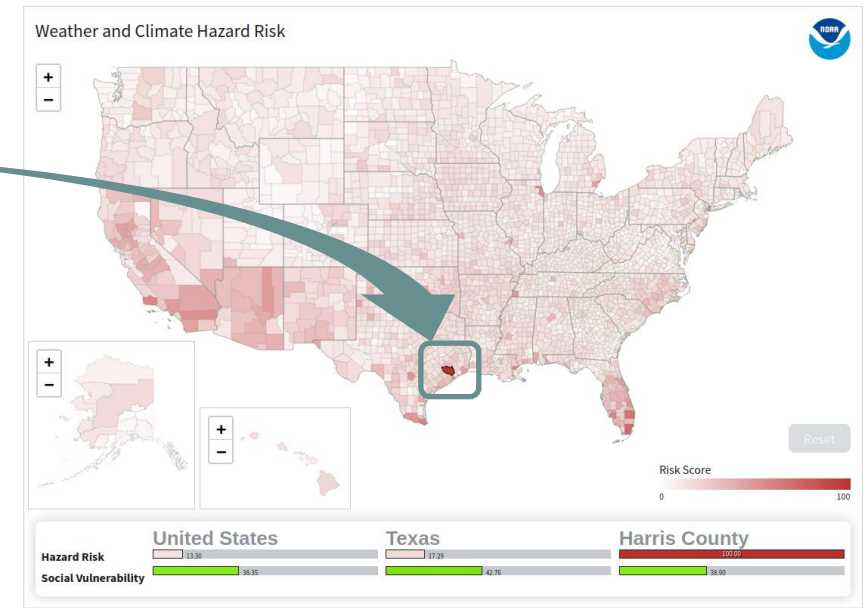 Weather and Climate Hazard Risk
NOAA
+
−
+
−
+
−
Reset
Risk Score
0 100
United States Texas Harris County
Hazard Risk 13.30 17.29 100.00
Social Vulnerability 38.35 42.76 38.90